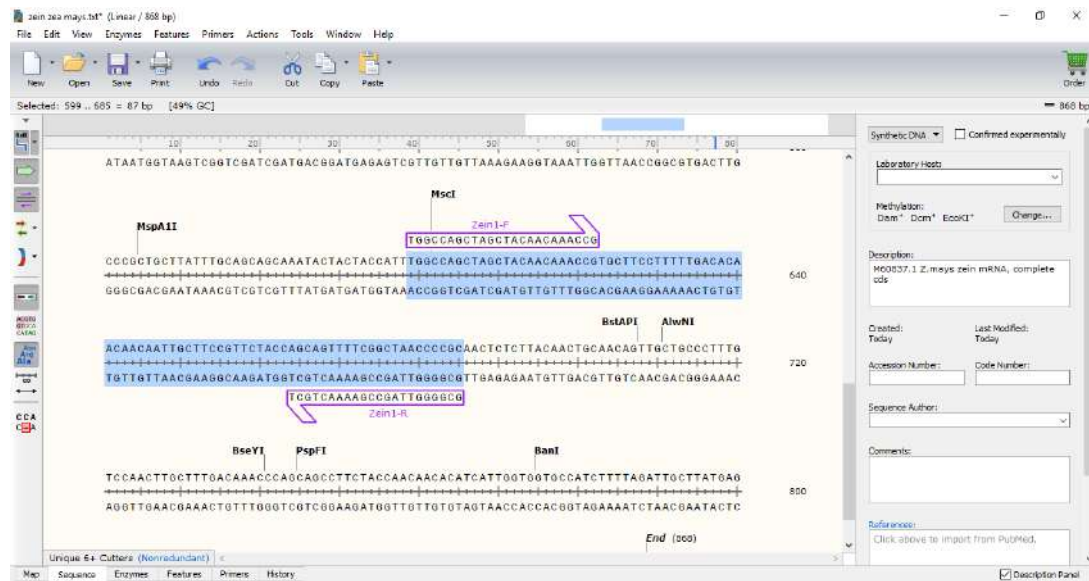 zein zea mays.txt* (Linear / 868 bp)
File Edit View Enzymes Features Primers Actions Tools Window Help
New Open Save Print Undo Redo Cut Copy Paste Order
Selected: 599 .. 685 = 87 bp [49% GC] 868 bp
10 20 30 40 50 60 70 80
ATAATGGTAAGTCGGTCGATCGATGACGGATGAGAGTCGTTGTTGTTAAAGAAGGTAAATTGGTTAACCGGCGTGACTTG
MscI
MspA1I Zein1-F
TGGCCAGCTAGCTACAACAAACCG
CCCGCTGCTTATTTGCAGCAGCAAATACTACTACCATTTGGCCAGCTAGCTACAACAAACCGTGCTTCCTTTTTGACACA
640
GGGCGACGAATAAACGTCGTCGTTTATGATGATGGTAAACCGGTCGATCGATGTTGTTTGGCACGAAGGAAAAACTGTGT
BstAPI AlwNI
ACAACAATTGCTTCCGTTCTACCAGCAGTTTTCGGCTAACCCCGCAACTCTCTTACAACTGCAACAGTTGCTGCCCTTTG
720
TGTTGTTAACGAAGGCAAGATGGTCGTCAAAAGCCGATTGGGGCGTTGAGAGAATGTTGACGTTGTCAACGACGGGAAAC
TCGTCAAAAGCCGATTGGGGCG
Zein1-R
BseYI PspFI BanI
TCCAACTTGCTTTGACAAACCCAGCAGCCTTCTACCAACAACACATCATTGGTGGTGCCATCTTTTAGATTGCTTATGAG
800
AGGTTGAACGAAACTGTTTGGGTCGTCGGAAGATGGTTGTTGTGTAGTAACCACCACGGTAGAAAATCTAACGAATACTC
End (868)
Unique 6+ Cutters (Nonredundant)
Map Sequence Enzymes Features Primers History
Synthetic DNA Confirmed experimentally
Laboratory Host:
Methylation:
Dam+ Dcm+ EcoKI+ Change...
Description:
M60837.1 Z.mays zein mRNA, complete
cds
Created: Last Modified:
Today Today
Accession Number: Code Number:
Sequence Author:
Comments:
References:
Click above to import from PubMed.
Description Panel